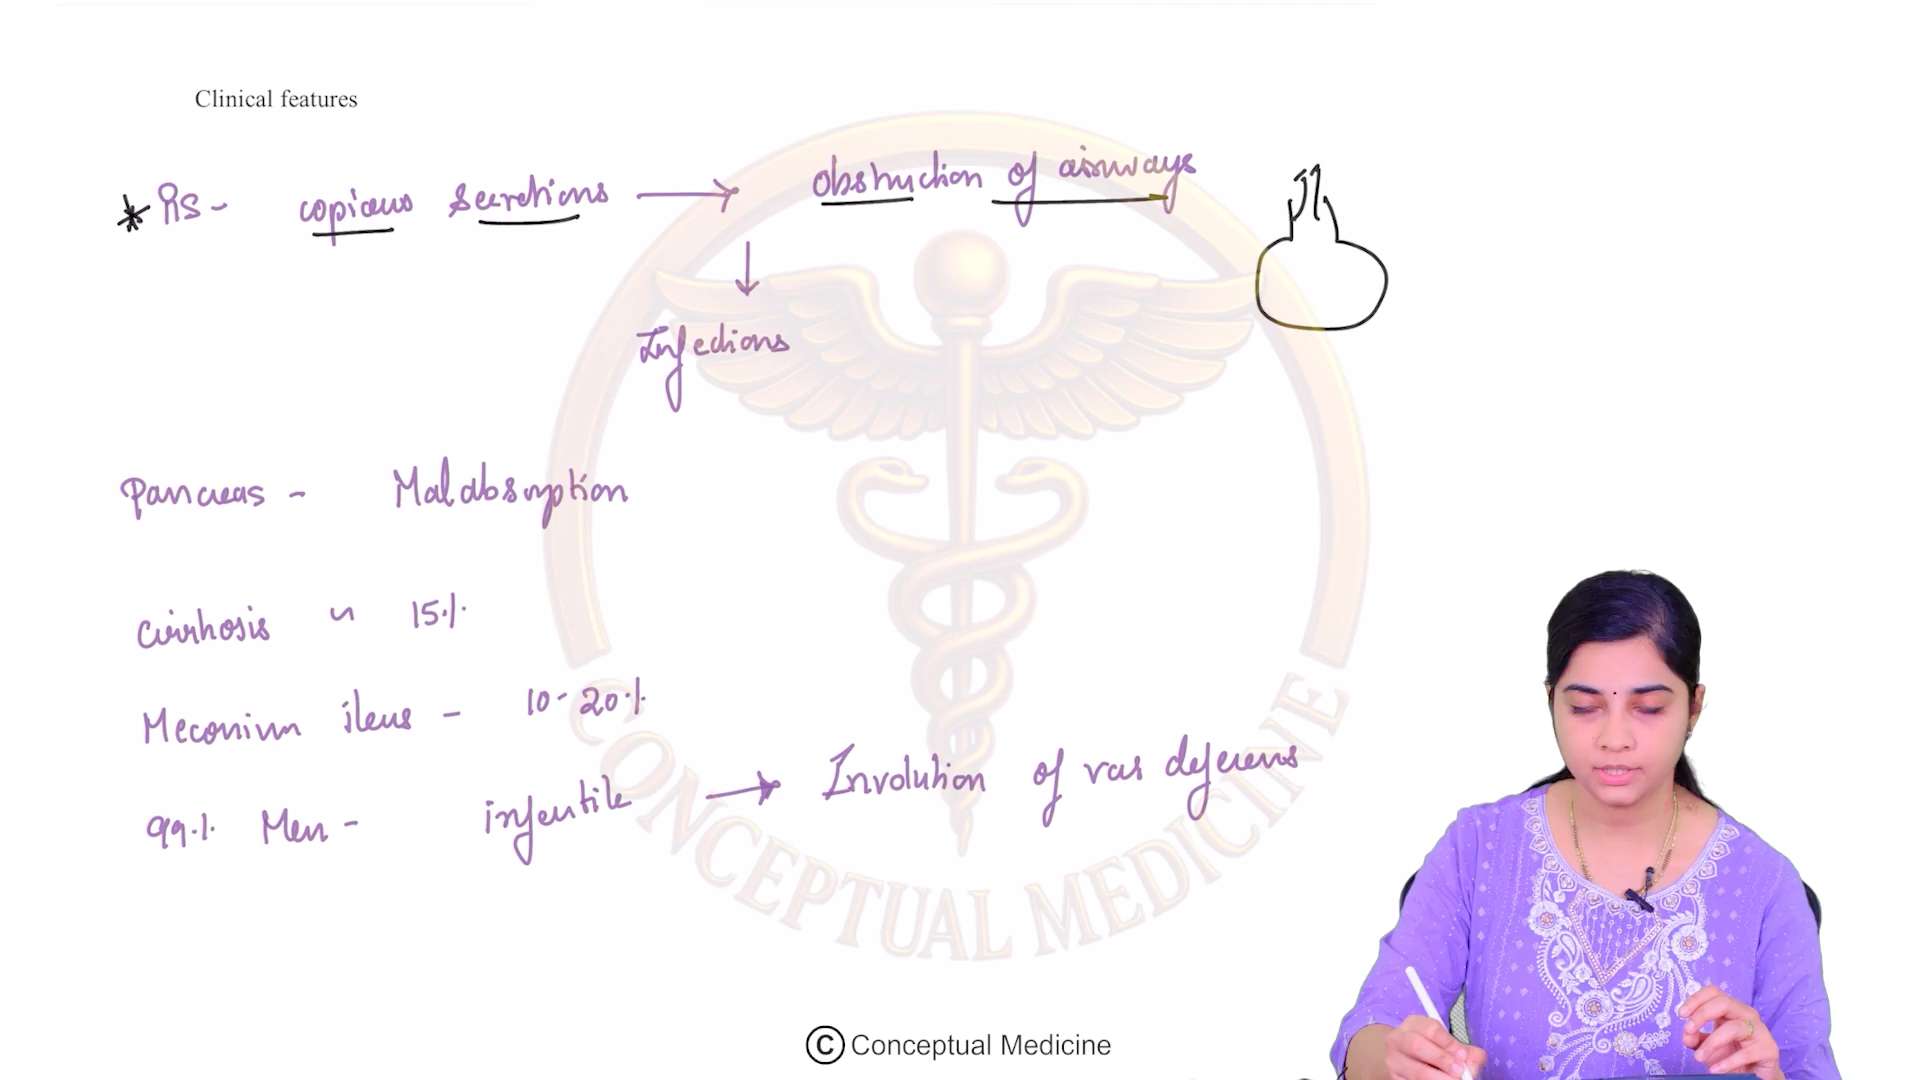 Clinical features
* RS - copious secretions → obstruction of airways
↓
Infections
Pancreas - Malabsorption
Cirrhosis - 15%
Meconium ileus - 10-20%
99% Men - infertile → Involution of vas deferens
CONCEPTUAL MEDICINE
© Conceptual Medicine